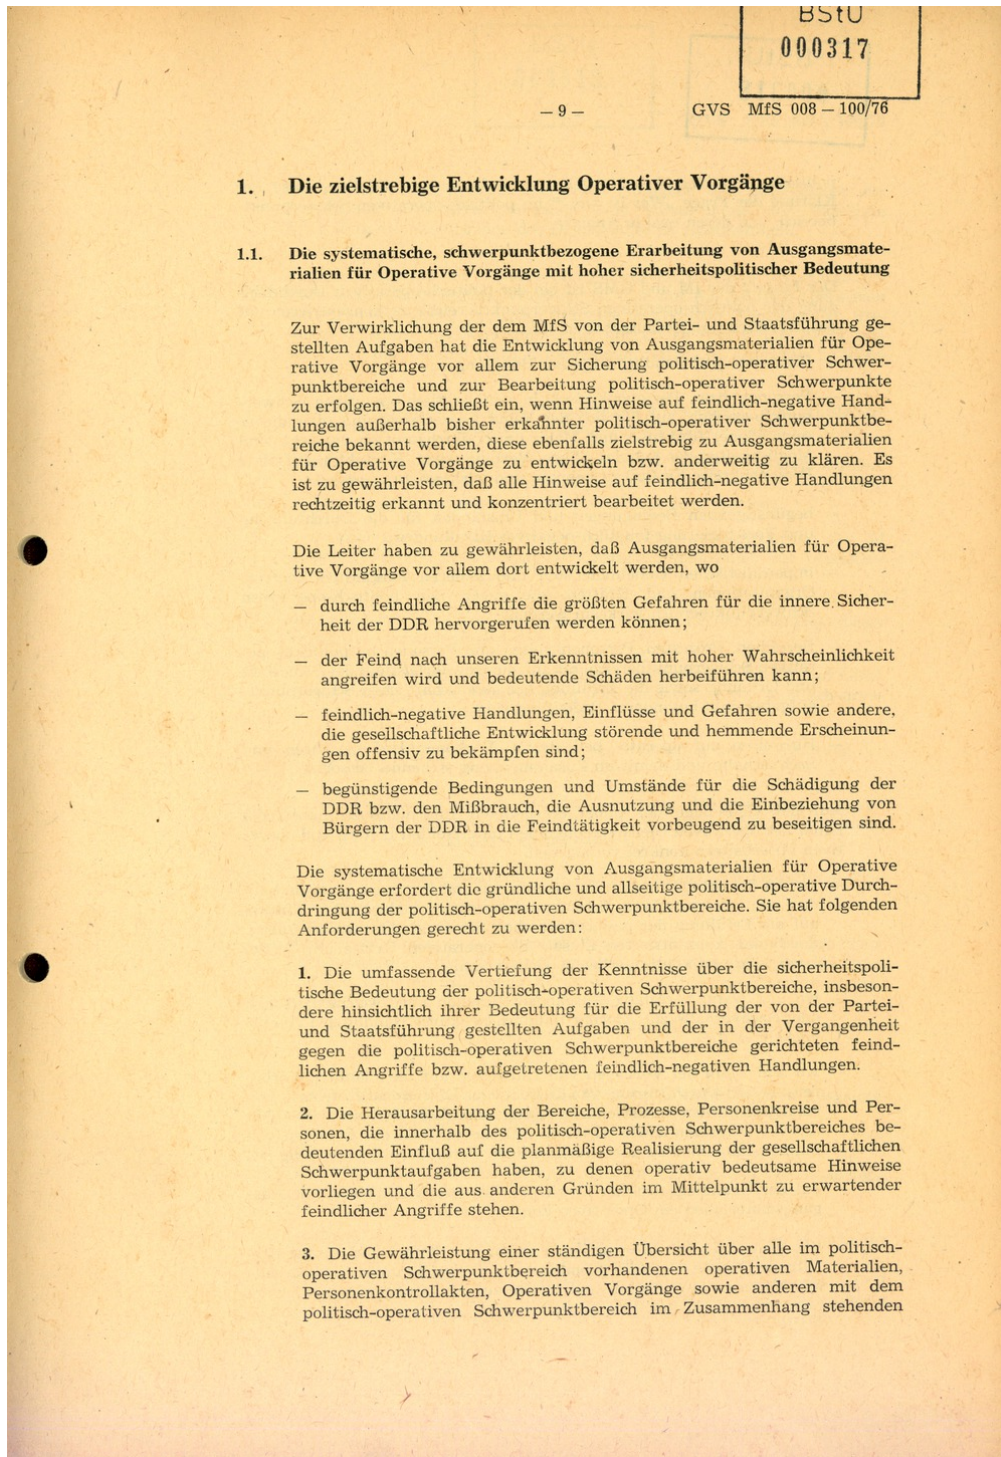 BStU
000317
— 9 —
GVS MfS 008 — 100/76
1. Die zielstrebige Entwicklung Operativer Vorgänge
1.1. Die systematische, schwerpunktbezogene Erarbeitung von Ausgangsmate-
rialien für Operative Vorgänge mit hoher sicherheitspolitischer Bedeutung
Zur Verwirklichung der dem MfS von der Partei- und Staatsführung ge-
stellten Aufgaben hat die Entwicklung von Ausgangsmaterialien für Ope-
rative Vorgänge vor allem zur Sicherung politisch-operativer Schwer-
punktbereiche und zur Bearbeitung politisch-operativer Schwerpunkte
zu erfolgen. Das schließt ein, wenn Hinweise auf feindlich-negative Hand-
lungen außerhalb bisher erkannter politisch-operativer Schwerpunktbe-
reiche bekannt werden, diese ebenfalls zielstrebig zu Ausgangsmaterialien
für Operative Vorgänge zu entwickeln bzw. anderweitig zu klären. Es
ist zu gewährleisten, daß alle Hinweise auf feindlich-negative Handlungen
rechtzeitig erkannt und konzentriert bearbeitet werden.
Die Leiter haben zu gewährleisten, daß Ausgangsmaterialien für Opera-
tive Vorgänge vor allem dort entwickelt werden, wo
— durch feindliche Angriffe die größten Gefahren für die innere Sicher-
heit der DDR hervorgerufen werden können;
— der Feind nach unseren Erkenntnissen mit hoher Wahrscheinlichkeit
angreifen wird und bedeutende Schäden herbeiführen kann;
— feindlich-negative Handlungen, Einflüsse und Gefahren sowie andere,
die gesellschaftliche Entwicklung störende und hemmende Erscheinun-
gen offensiv zu bekämpfen sind;
— begünstigende Bedingungen und Umstände für die Schädigung der
DDR bzw. den Mißbrauch, die Ausnutzung und die Einbeziehung von
Bürgern der DDR in die Feindtätigkeit vorbeugend zu beseitigen sind.
Die systematische Entwicklung von Ausgangsmaterialien für Operative
Vorgänge erfordert die gründliche und allseitige politisch-operative Durch-
dringung der politisch-operativen Schwerpunktbereiche. Sie hat folgenden
Anforderungen gerecht zu werden:
1. Die umfassende Vertiefung der Kenntnisse über die sicherheitspoli-
tische Bedeutung der politisch-operativen Schwerpunktbereiche, insbeson-
dere hinsichtlich ihrer Bedeutung für die Erfüllung der von der Partei-
und Staatsführung gestellten Aufgaben und der in der Vergangenheit
gegen die politisch-operativen Schwerpunktbereiche gerichteten feind-
lichen Angriffe bzw. aufgetretenen feindlich-negativen Handlungen.
2. Die Herausarbeitung der Bereiche, Prozesse, Personenkreise und Per-
sonen, die innerhalb des politisch-operativen Schwerpunktbereiches be-
deutenden Einfluß auf die planmäßige Realisierung der gesellschaftlichen
Schwerpunktaufgaben haben, zu denen operativ bedeutsame Hinweise
vorliegen und die aus anderen Gründen im Mittelpunkt zu erwartender
feindlicher Angriffe stehen.
3. Die Gewährleistung einer ständigen Übersicht über alle im politisch-
operativen Schwerpunktbereich vorhandenen operativen Materialien,
Personenkontrollakten, Operativen Vorgänge sowie anderen mit dem
politisch-operativen Schwerpunktbereich im Zusammenhang stehenden